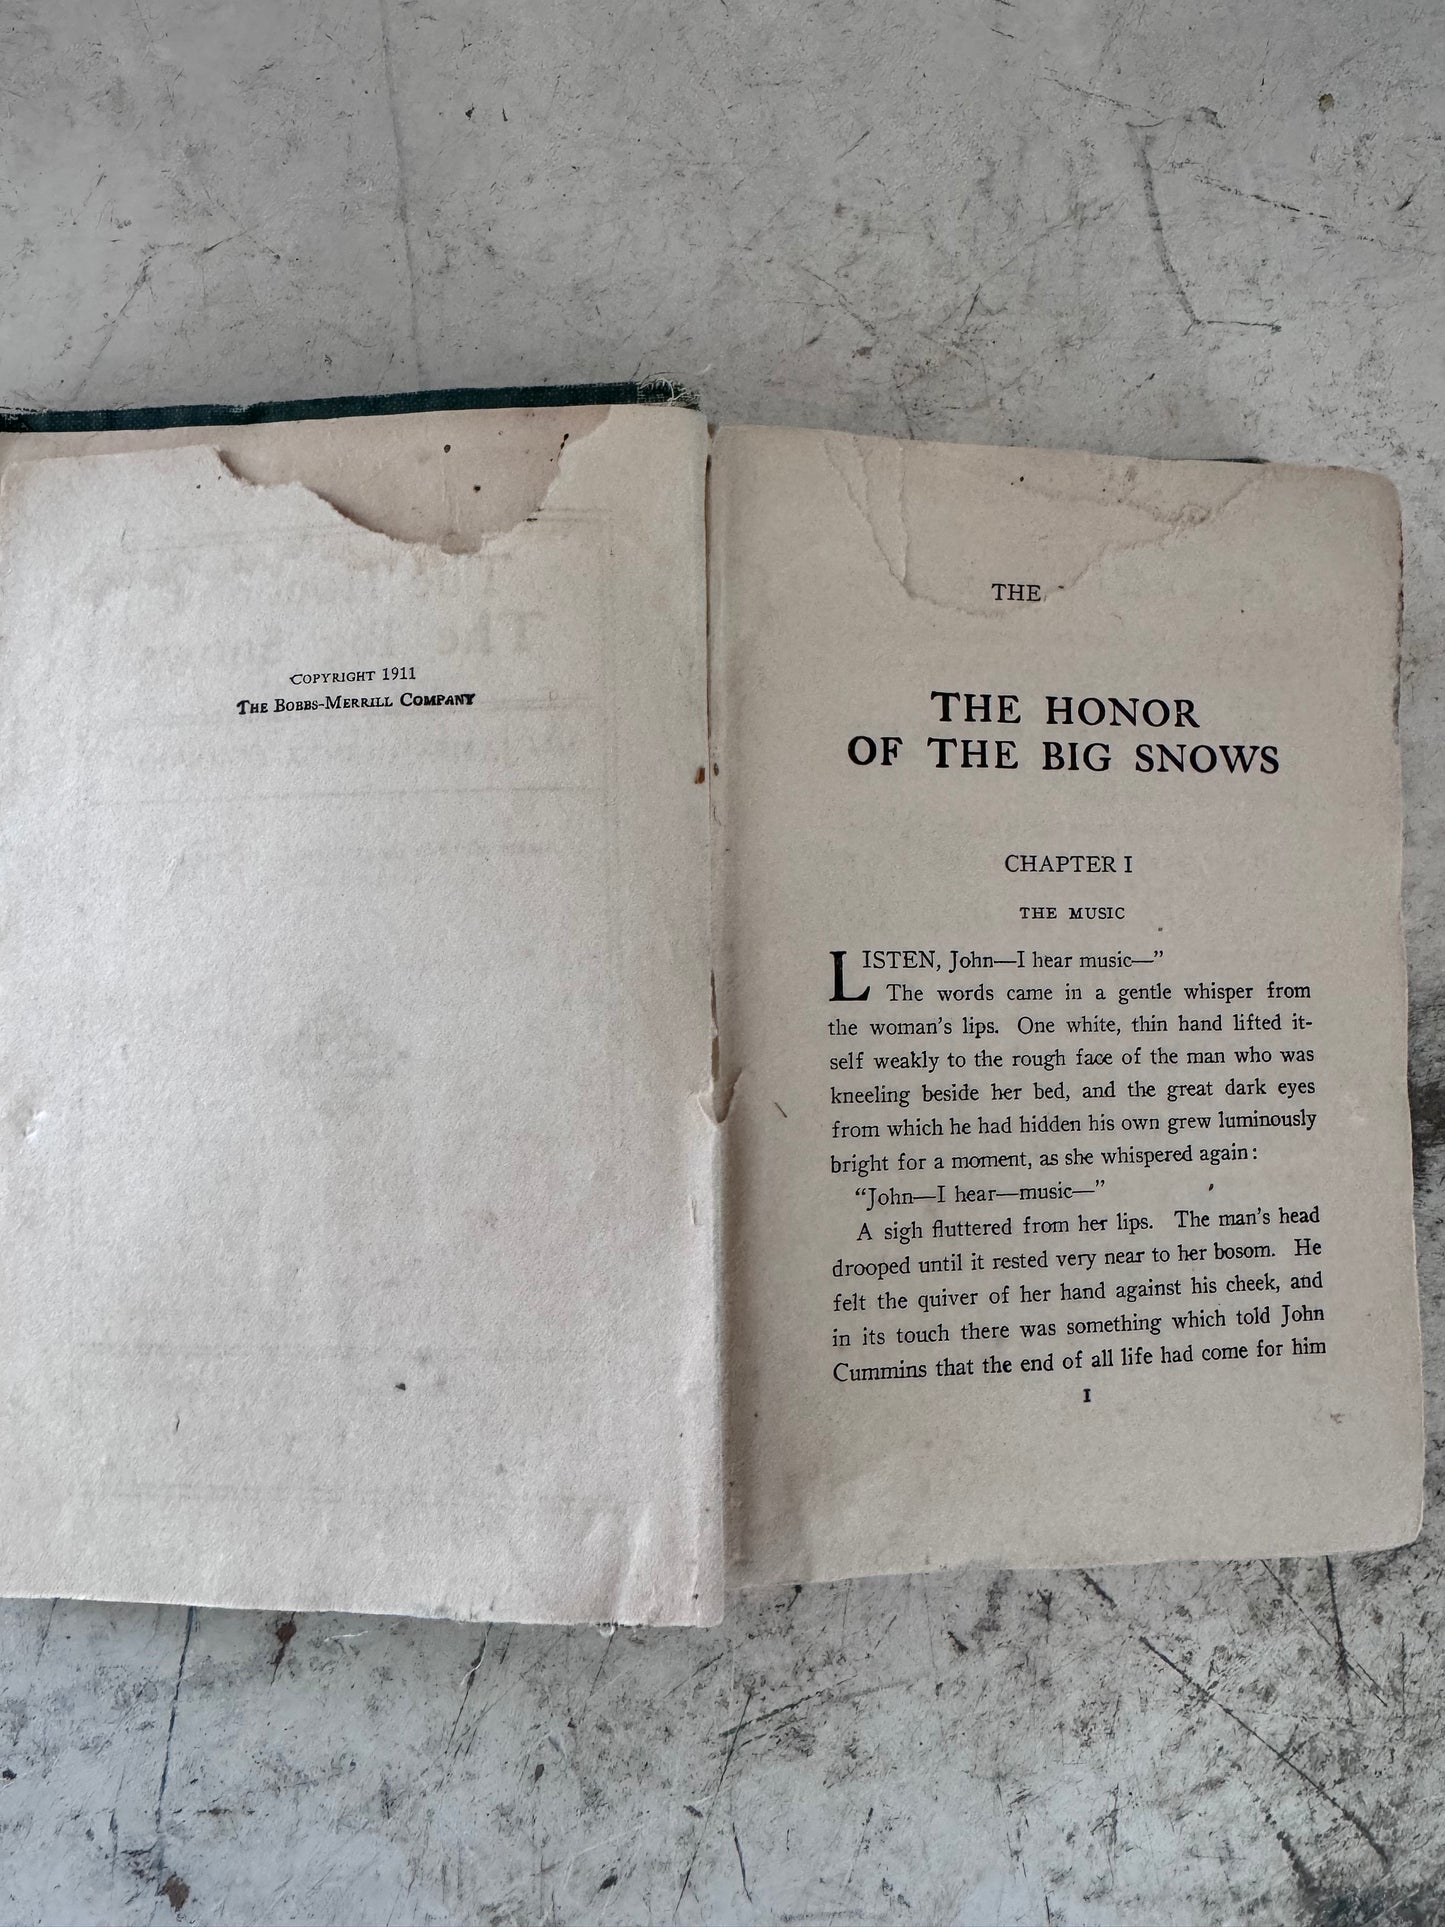 COPYRIGHT 1911
THE BOBBS-MERRILL COMPANY
THE
THE HONOR
OF THE BIG SNOWS
CHAPTER I
THE MUSIC
LISTEN, John—I hear music—”
The words came in a gentle whisper from
the woman’s lips. One white, thin hand lifted it-
self weakly to the rough face of the man who was
kneeling beside her bed, and the great dark eyes
from which he had hidden his own grew luminously
bright for a moment, as she whispered again:
“John—I hear—music—”
A sigh fluttered from her lips. The man’s head
drooped until it rested very near to her bosom. He
felt the quiver of her hand against his cheek, and
in its touch there was something which told John
Cummins that the end of all life had come for him
1